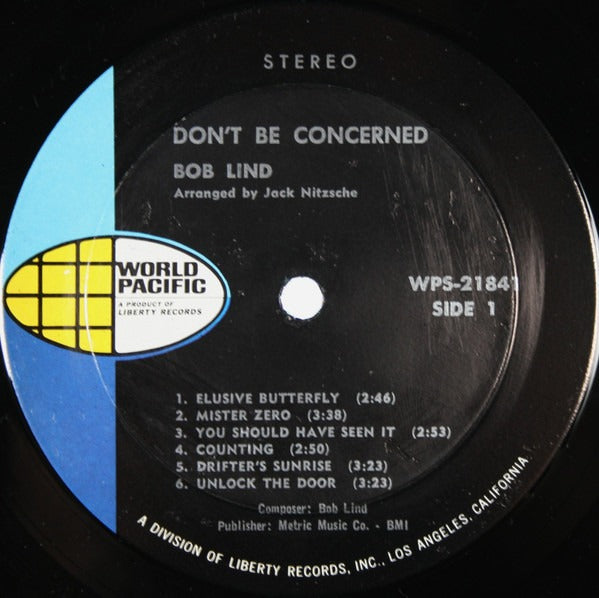 STEREO
DON'T BE CONCERNED
BOB LIND
Arranged by Jack Nitzsche
WORLD
PACIFIC
A PRODUCT OF
LIBERTY RECORDS
WPS-21841
SIDE 1
1. ELUSIVE BUTTERFLY (2:46)
2. MISTER ZERO (3:38)
3. YOU SHOULD HAVE SEEN IT (2:53)
4. COUNTING (2:50)
5. DRIFTER'S SUNRISE (3:23)
6. UNLOCK THE DOOR (3:23)
Composer: Bob Lind
Publisher: Metric Music Co. - BMI
A DIVISION OF LIBERTY RECORDS, INC., LOS ANGELES, CALIFORNIA